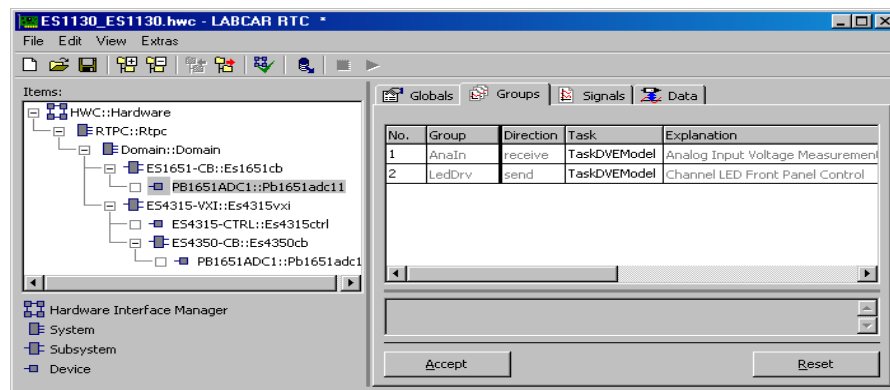 ES1130_ES1130.hwc - LABCAR RTC *
File Edit View Extras
Items:
HWC::Hardware
RTPC::Rtpc
Domain::Domain
ES1651-CB::Es1651cb
PB1651ADC1::Pb1651adc11
ES4315-VXI::Es4315vxi
ES4315-CTRL::Es4315ctrl
ES4350-CB::Es4350cb
PB1651ADC1::Pb1651adc1
Hardware Interface Manager
System
Subsystem
Device
Globals Groups Signals Data
No. Group Direction Task Explanation
1 AnaIn receive TaskDVEModel Analog Input Voltage Measurement
2 LedDrv send TaskDVEModel Channel LED Front Panel Control
Accept Reset